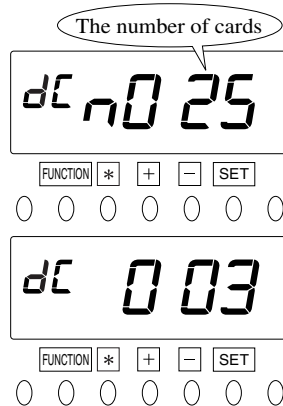 The number of cards
dC n0 25
FUNCTION * + − SET
dC 0 03
FUNCTION * + − SET